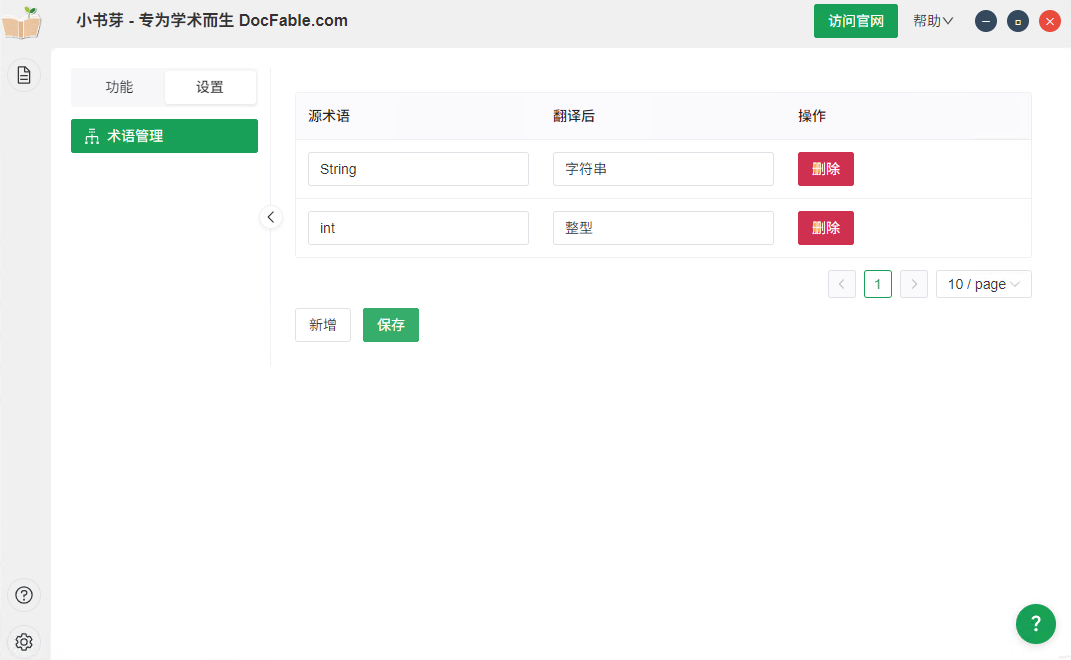 小书芽 - 专为学术而生 DocFable.com
访问官网
帮助
功能
设置
术语管理
源术语
翻译后
操作
String
字符串
删除
int
整型
删除
1
10 / page
新增
保存
?
?